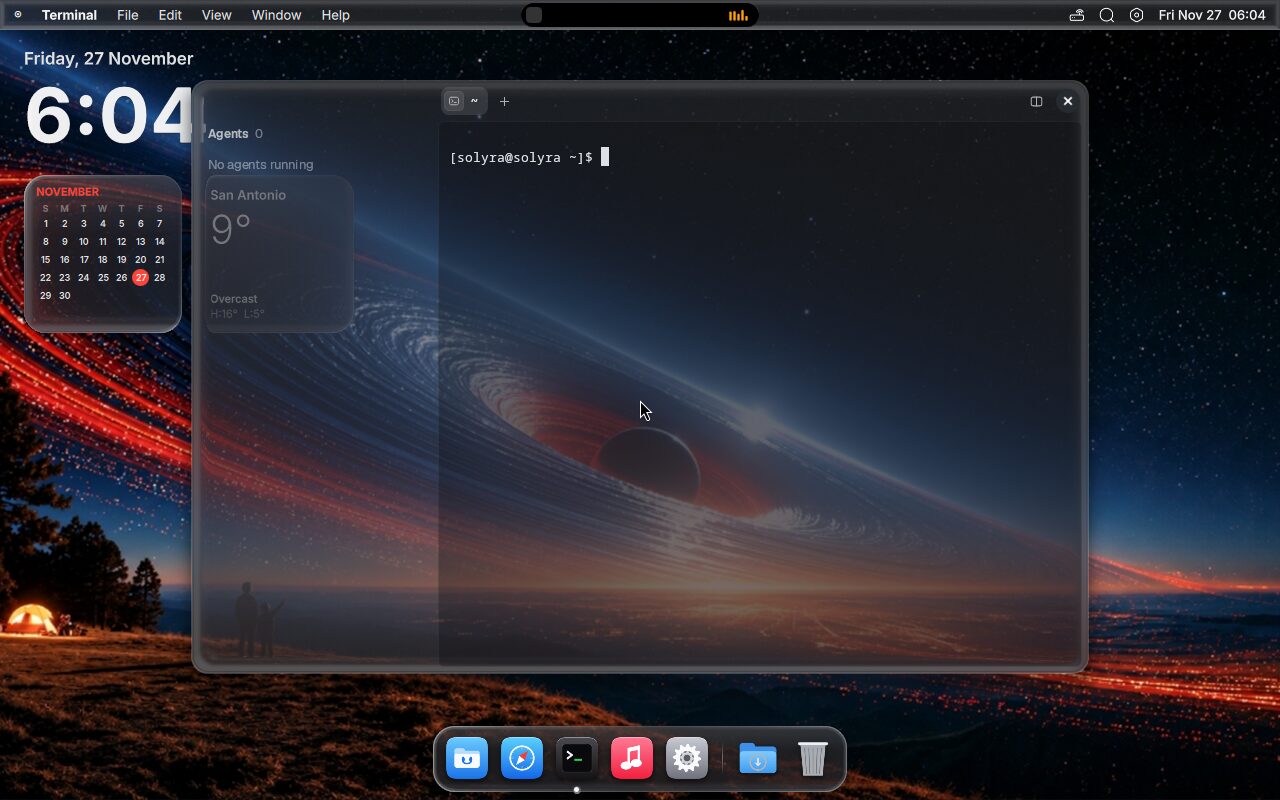 Terminal File Edit View Window Help Fri Nov 27 06:04
Friday, 27 November
6:04
~ +
Agents 0
No agents running
[solyra@solyra ~]$
NOVEMBER
S M T W T F S
1 2 3 4 5 6 7
8 9 10 11 12 13 14
15 16 17 18 19 20 21
22 23 24 25 26 27 28
29 30
San Antonio
9°
Overcast
H:16° L:5°